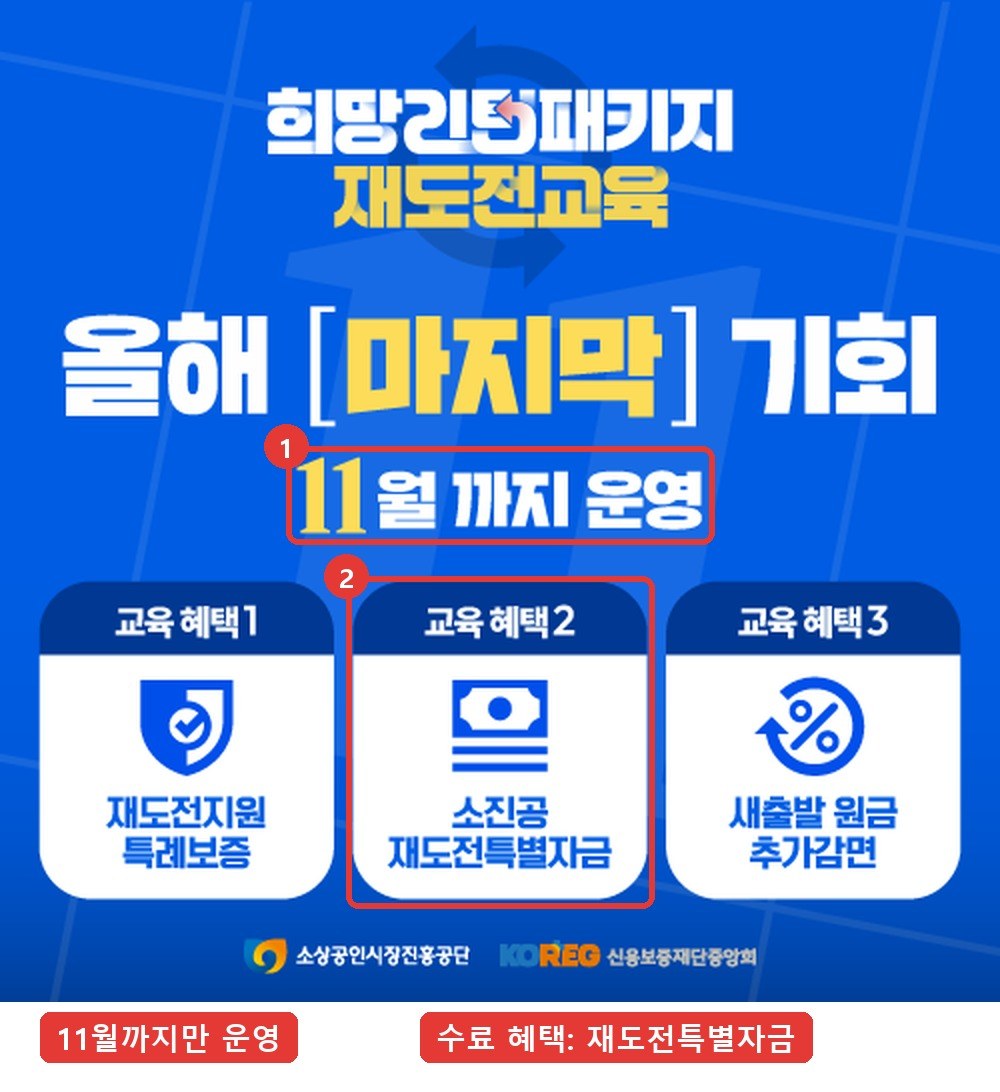 희망리턴패키지
재도전교육
올해 [마지막] 기회
1
11월 까지 운영
2
교육 혜택1
재도전지원
특례보증
교육 혜택2
소진공
재도전특별자금
교육 혜택3
새출발 원금
추가감면
소상공인시장진흥공단
KOREG 신용보증재단중앙회
11월까지만 운영
수료 혜택: 재도전특별자금